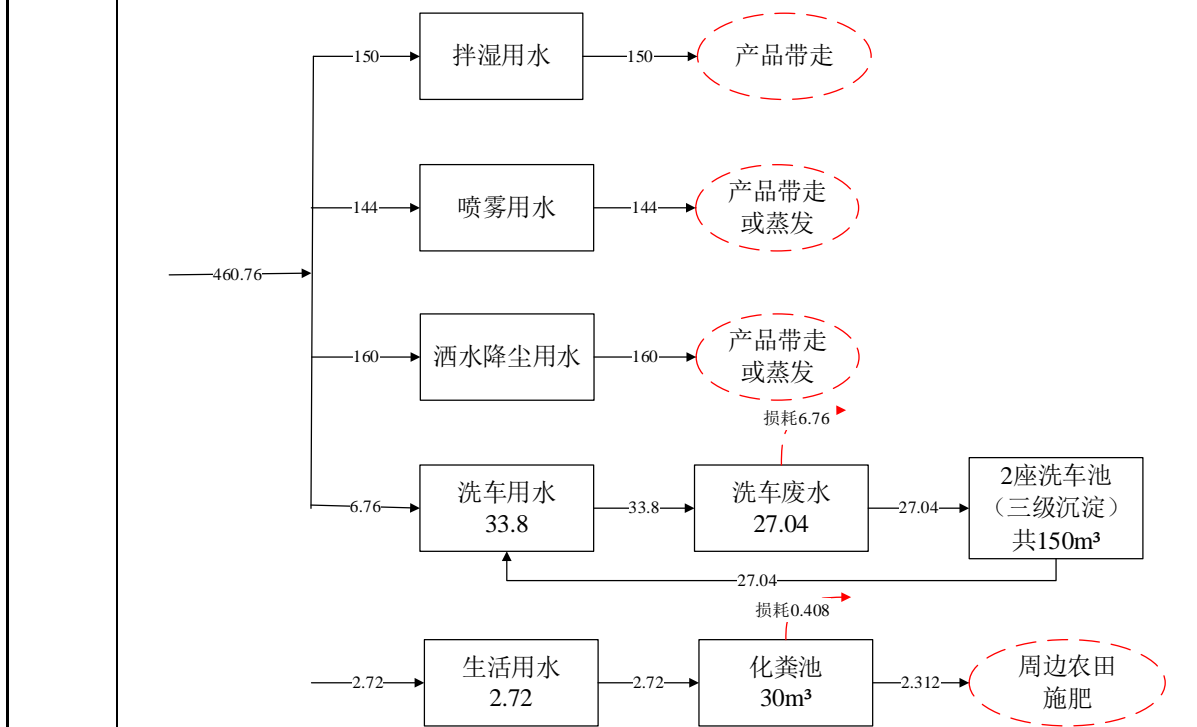 150
拌湿用水
150
产品带走
144
喷雾用水
144
产品带走
或蒸发
460.76
160
洒水降尘用水
160
产品带走
或蒸发
损耗6.76
6.76
洗车用水
33.8
33.8
洗车废水
27.04
27.04
2座洗车池
（三级沉淀）
共150m³
27.04
损耗0.408
2.72
生活用水
2.72
2.72
化粪池
30m³
2.312
周边农田
施肥